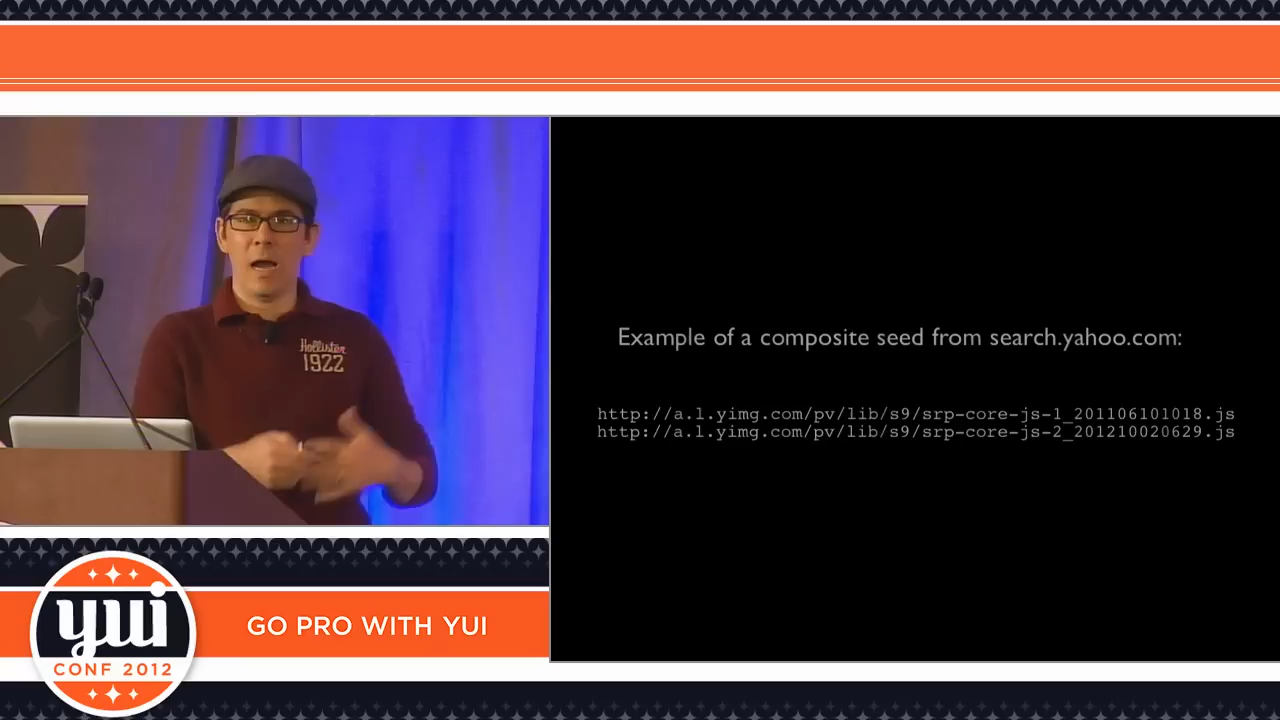 Hollister
1922
Example of a composite seed from search.yahoo.com:
http://a.l.yimg.com/pv/lib/s9/srp-core-js-1_201106101018.js
http://a.l.yimg.com/pv/lib/s9/srp-core-js-2_201210020629.js
yui
CONF 2012
GO PRO WITH YUI